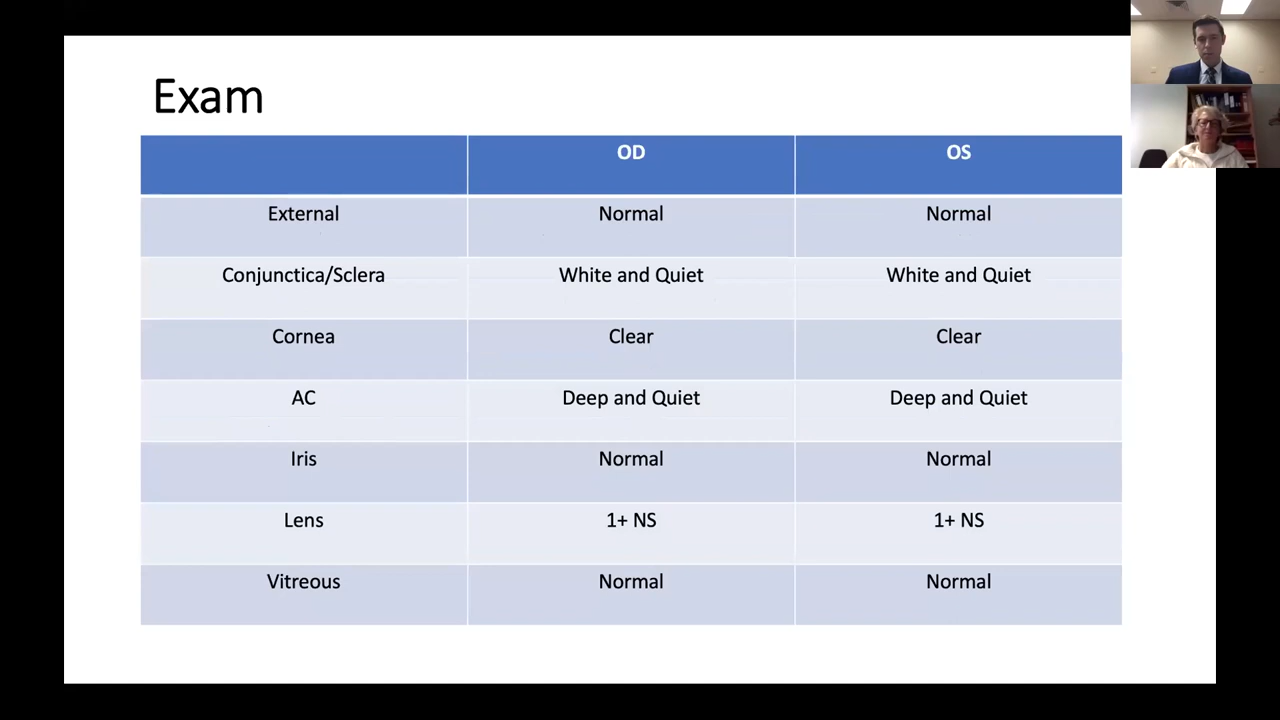 Exam
OD OS
External Normal Normal
Conjunctica/Sclera White and Quiet White and Quiet
Cornea Clear Clear
AC Deep and Quiet Deep and Quiet
Iris Normal Normal
Lens 1+ NS 1+ NS
Vitreous Normal Normal